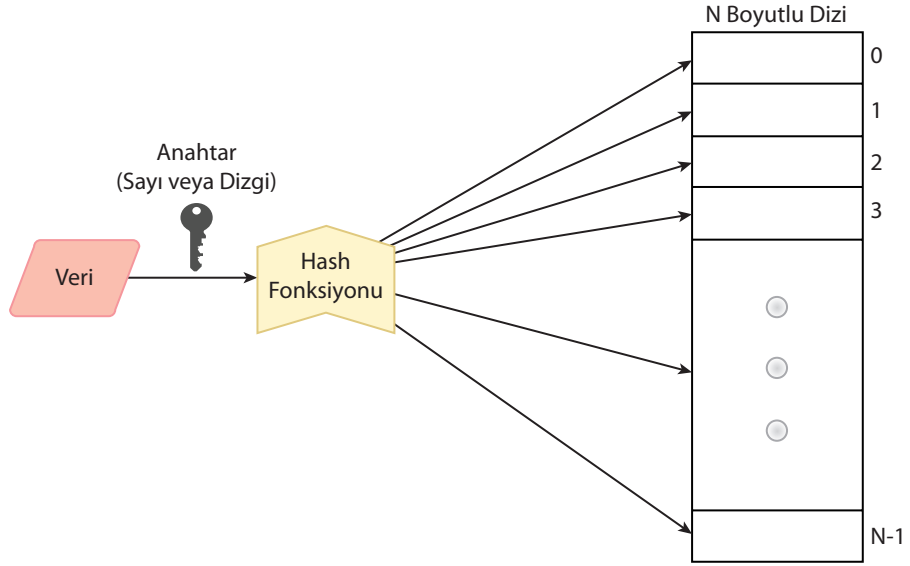 N Boyutlu Dizi
0
1
2
3
N-1
Anahtar
(Sayı veya Dizgi)
Veri
Hash
Fonksiyonu